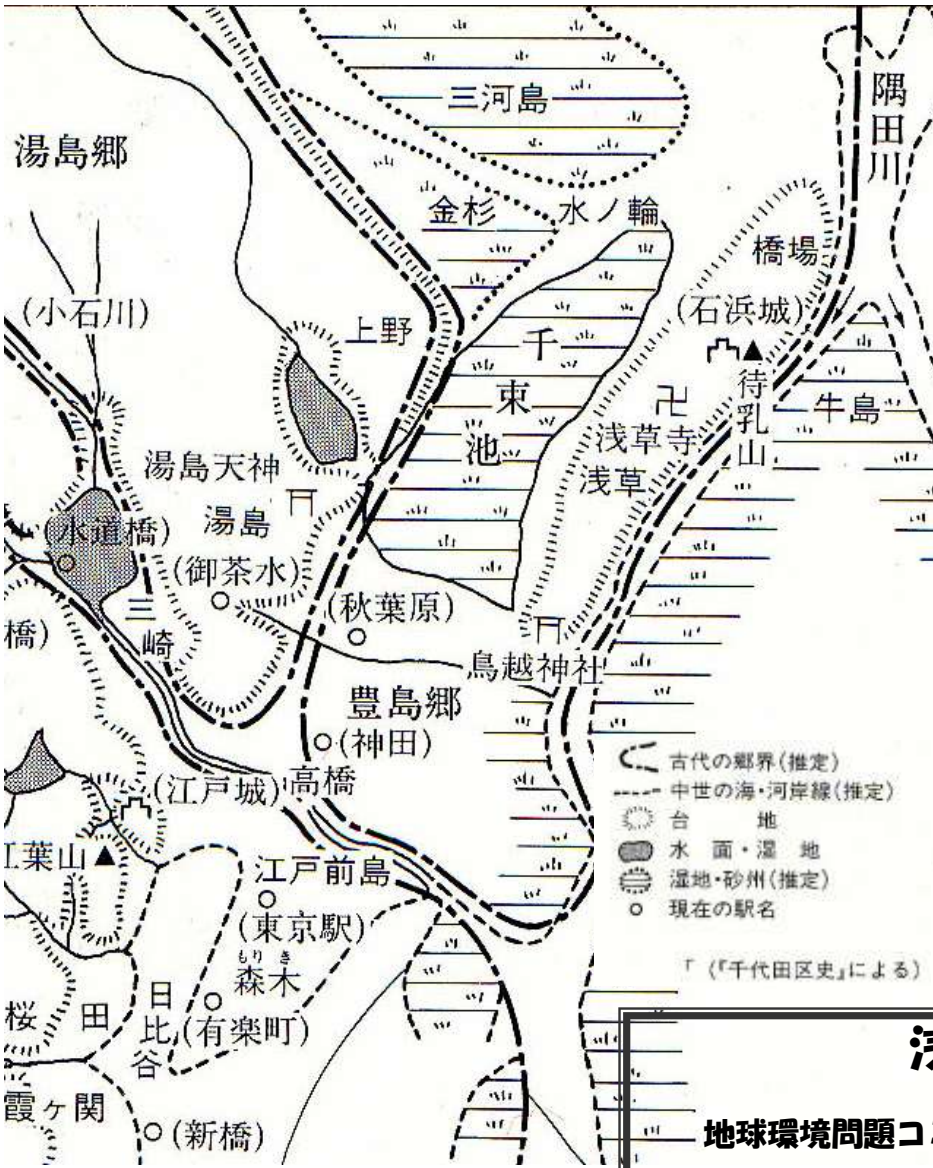 三河島
隅田川
湯島郷
金杉
水ノ輪
橋場
(小石川)
上野
(石浜城)
千束池
待乳山
牛島
浅草寺
浅草
湯島天神
湯島
(水道橋)
(御茶水)
(秋葉原)
三崎
橋)
鳥越神社
豊島郷
(神田)
(江戸城)
高橋
葉山
江戸前島
(東京駅)
もりき
森木
(有楽町)
日比谷
桜田
霞ヶ関
(新橋)
古代の郷界(推定)
中世の海・河岸線(推定)
台地
水面・湿地
湿地・砂州(推定)
現在の駅名
「(『千代田区史』による)
地球環境問題コ